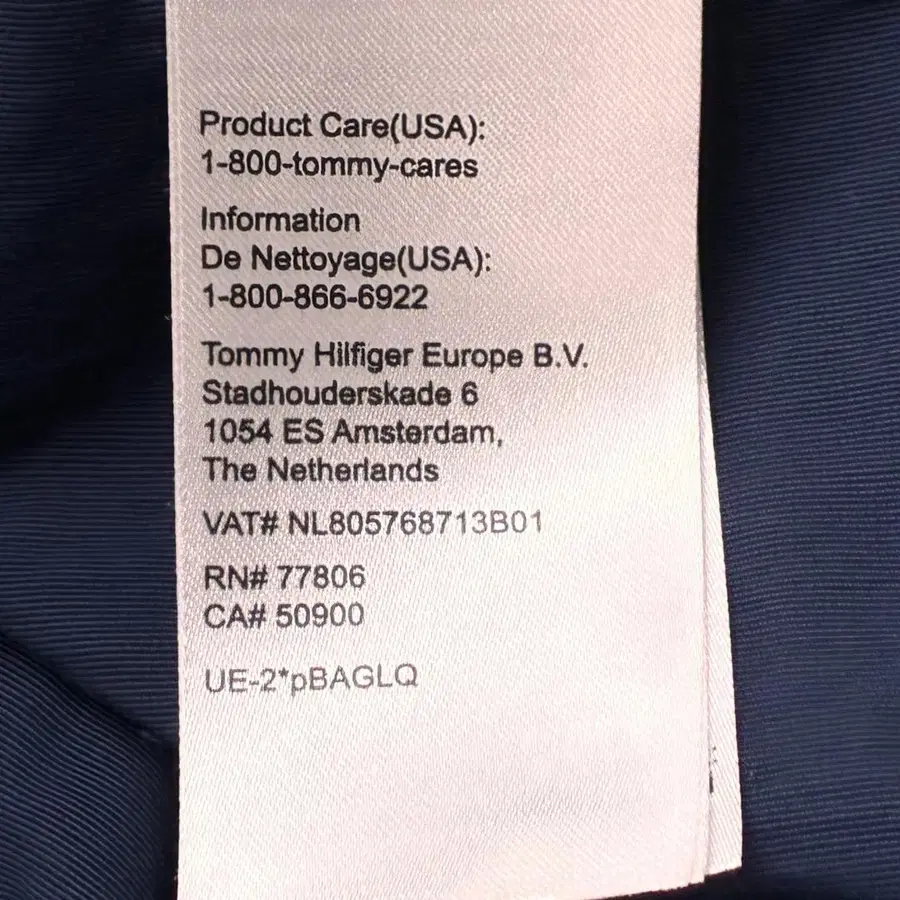 Product Care(USA):
1-800-tommy-cares
Information
De Nettoyage(USA):
1-800-866-6922
Tommy Hilfiger Europe B.V.
Stadhouderskade 6
1054 ES Amsterdam,
The Netherlands
VAT# NL805768713B01
RN# 77806
CA# 50900
UE-2*pBAGLQ